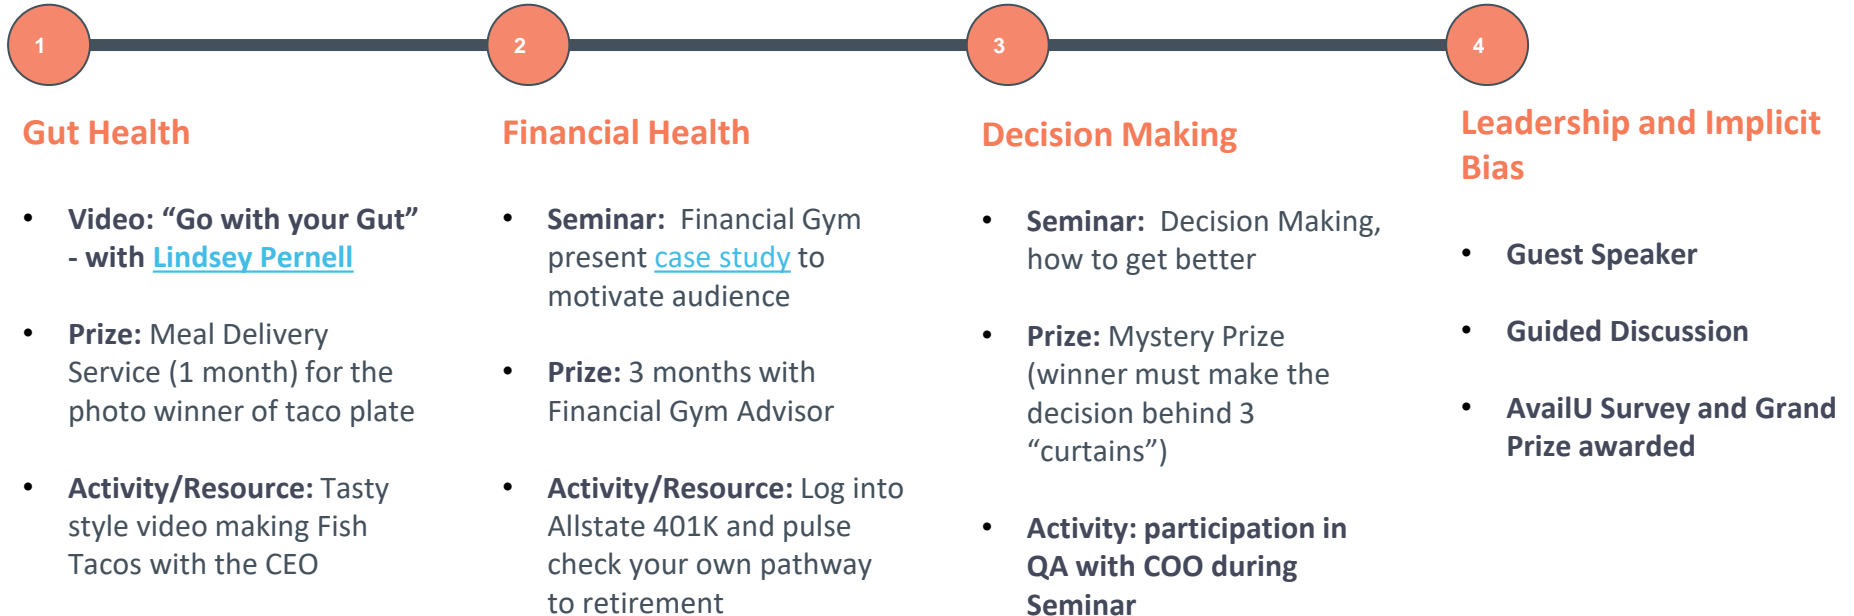 1
2
3
4
Gut Health
• Video: “Go with your Gut”
- with Lindsey Pernell
• Prize: Meal Delivery
Service (1 month) for the
photo winner of taco plate
• Activity/Resource: Tasty
style video making Fish
Tacos with the CEO
Financial Health
• Seminar: Financial Gym
present case study to
motivate audience
• Prize: 3 months with
Financial Gym Advisor
• Activity/Resource: Log into
Allstate 401K and pulse
check your own pathway
to retirement
Decision Making
• Seminar: Decision Making,
how to get better
• Prize: Mystery Prize
(winner must make the
decision behind 3
“curtains”)
• Activity: participation in
QA with COO during
Seminar
Leadership and Implicit
Bias
• Guest Speaker
• Guided Discussion
• AvailU Survey and Grand
Prize awarded